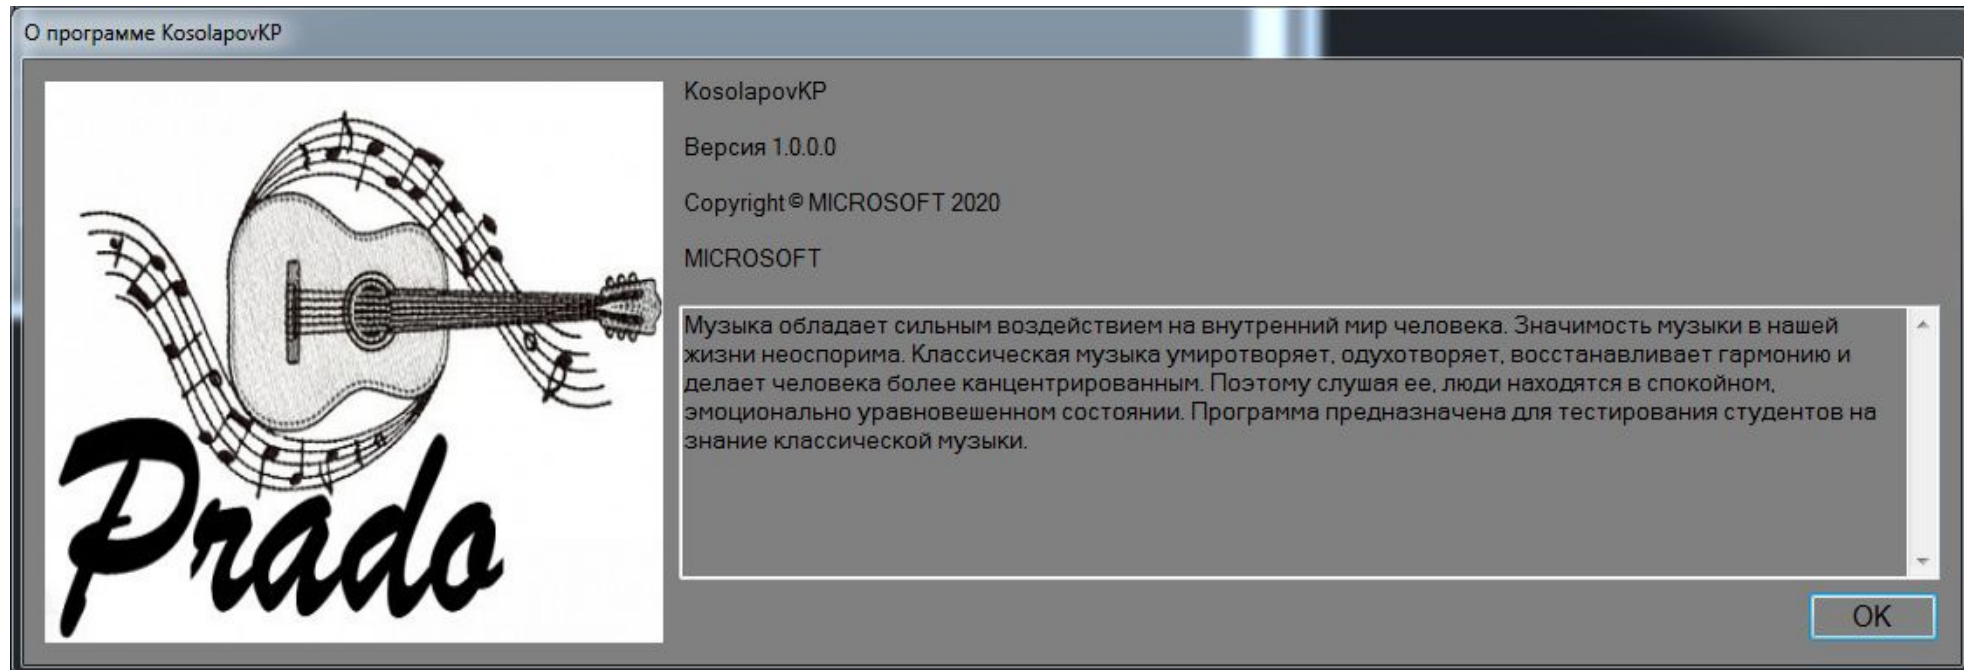 О программе KosolapovKP
KosolapovKP
Версия 1.0.0.0
Copyright © MICROSOFT 2020
MICROSOFT
Музыка обладает сильным воздействием на внутренний мир человека. Значимость музыки в нашей
жизни неоспорима. Классическая музыка умиротворяет, одухотворяет, восстанавливает гармонию и
делает человека более канцентрированным. Поэтому слушая ее, люди находятся в спокойном,
эмоционально уравновешенном состоянии. Программа предназначена для тестирования студентов на
знание классической музыки.
Prado
OK